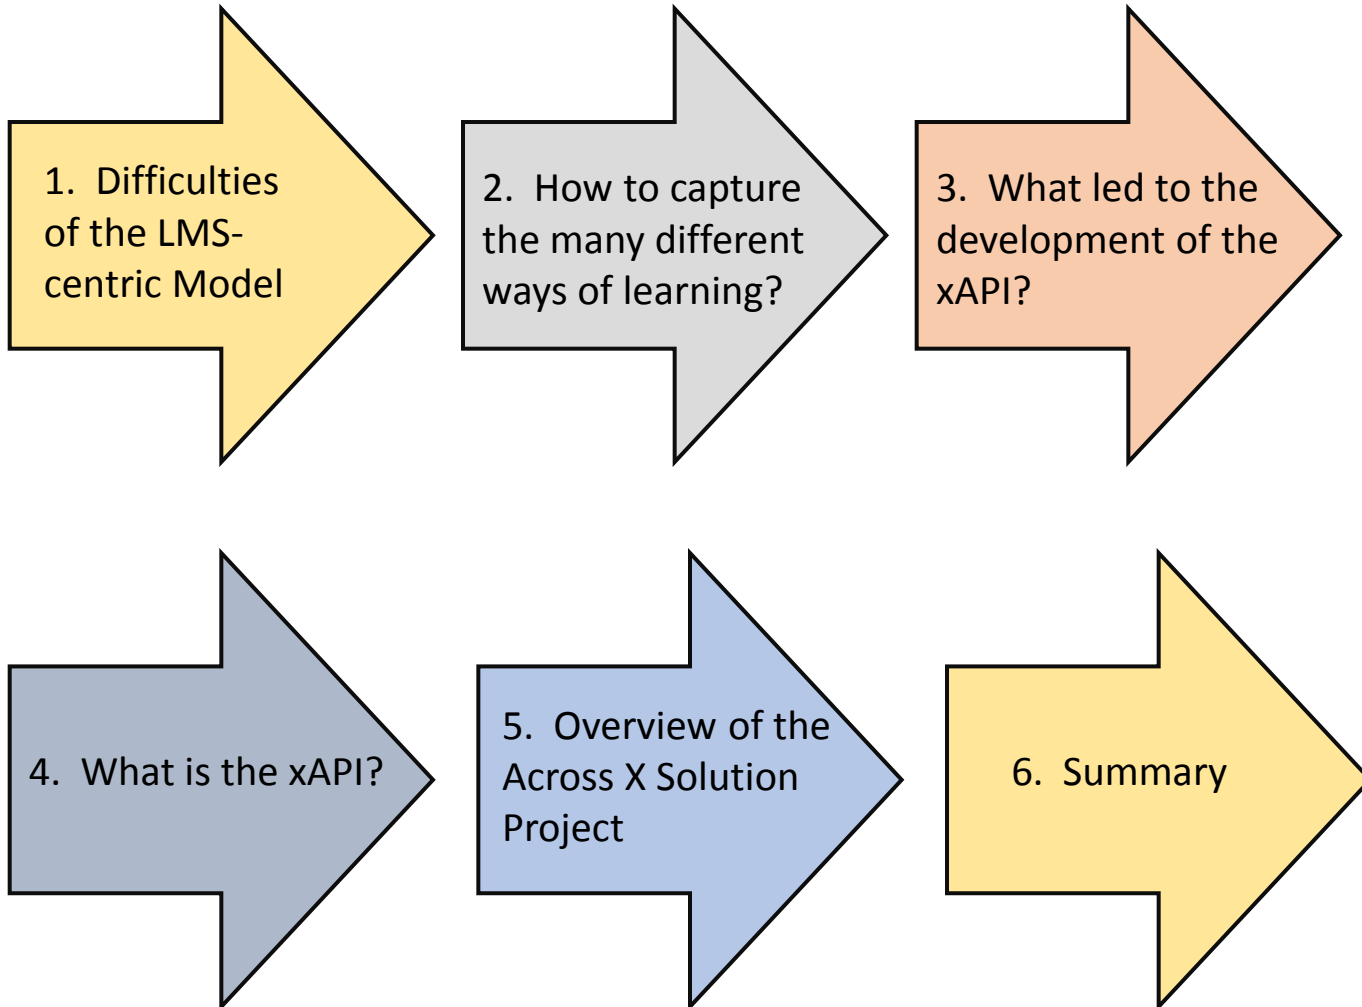 1.  Difficulties
of the LMS-
centric Model
2.  How to capture
the many different
ways of learning?
3.  What led to the
development of the
xAPI?
4.  What is the xAPI?
5.  Overview of the
Across X Solution
Project
6.  Summary